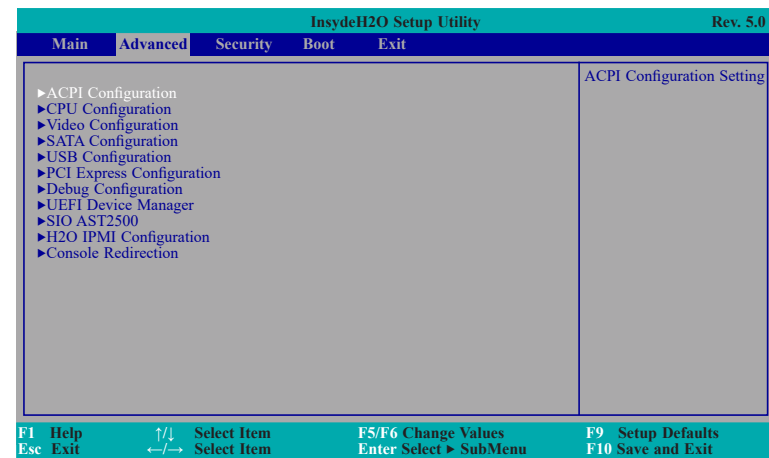 InsydeH2O Setup Utility Rev. 5.0
Main Advanced Security Boot Exit
ACPI Configuration Setting
▶ACPI Configuration
▶CPU Configuration
▶Video Configuration
▶SATA Configuration
▶USB Configuration
▶PCI Express Configuration
▶Debug Configuration
▶UEFI Device Manager
▶SIO AST2500
▶H2O IPMI Configuration
▶Console Redirection
F1 Help ↑/↓ Select Item F5/F6 Change Values F9 Setup Defaults
Esc Exit ←/→ Select Item Enter Select ▶ SubMenu F10 Save and Exit